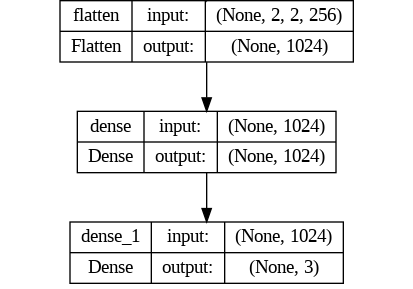 flatten input: (None, 2, 2, 256)
Flatten output: (None, 1024)
dense input: (None, 1024)
Dense output: (None, 1024)
dense_1 input: (None, 1024)
Dense output: (None, 3)